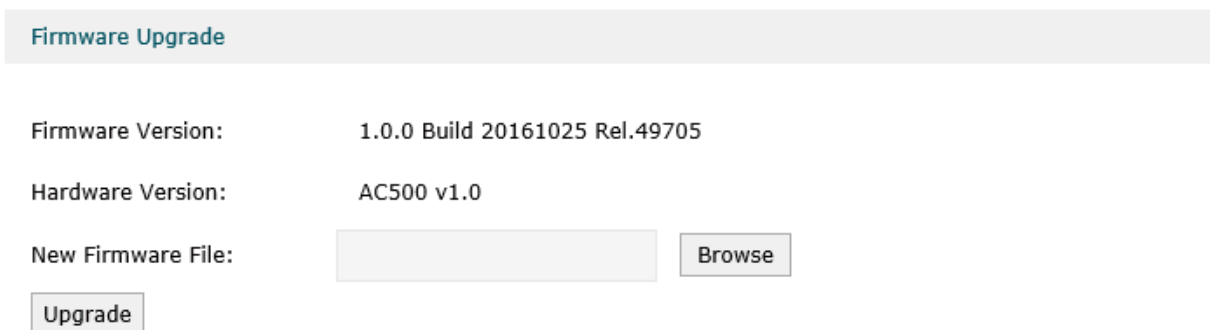 Firmware Upgrade
Firmware Version: 1.0.0 Build 20161025 Rel.49705
Hardware Version: AC500 v1.0
New Firmware File: Browse
Upgrade